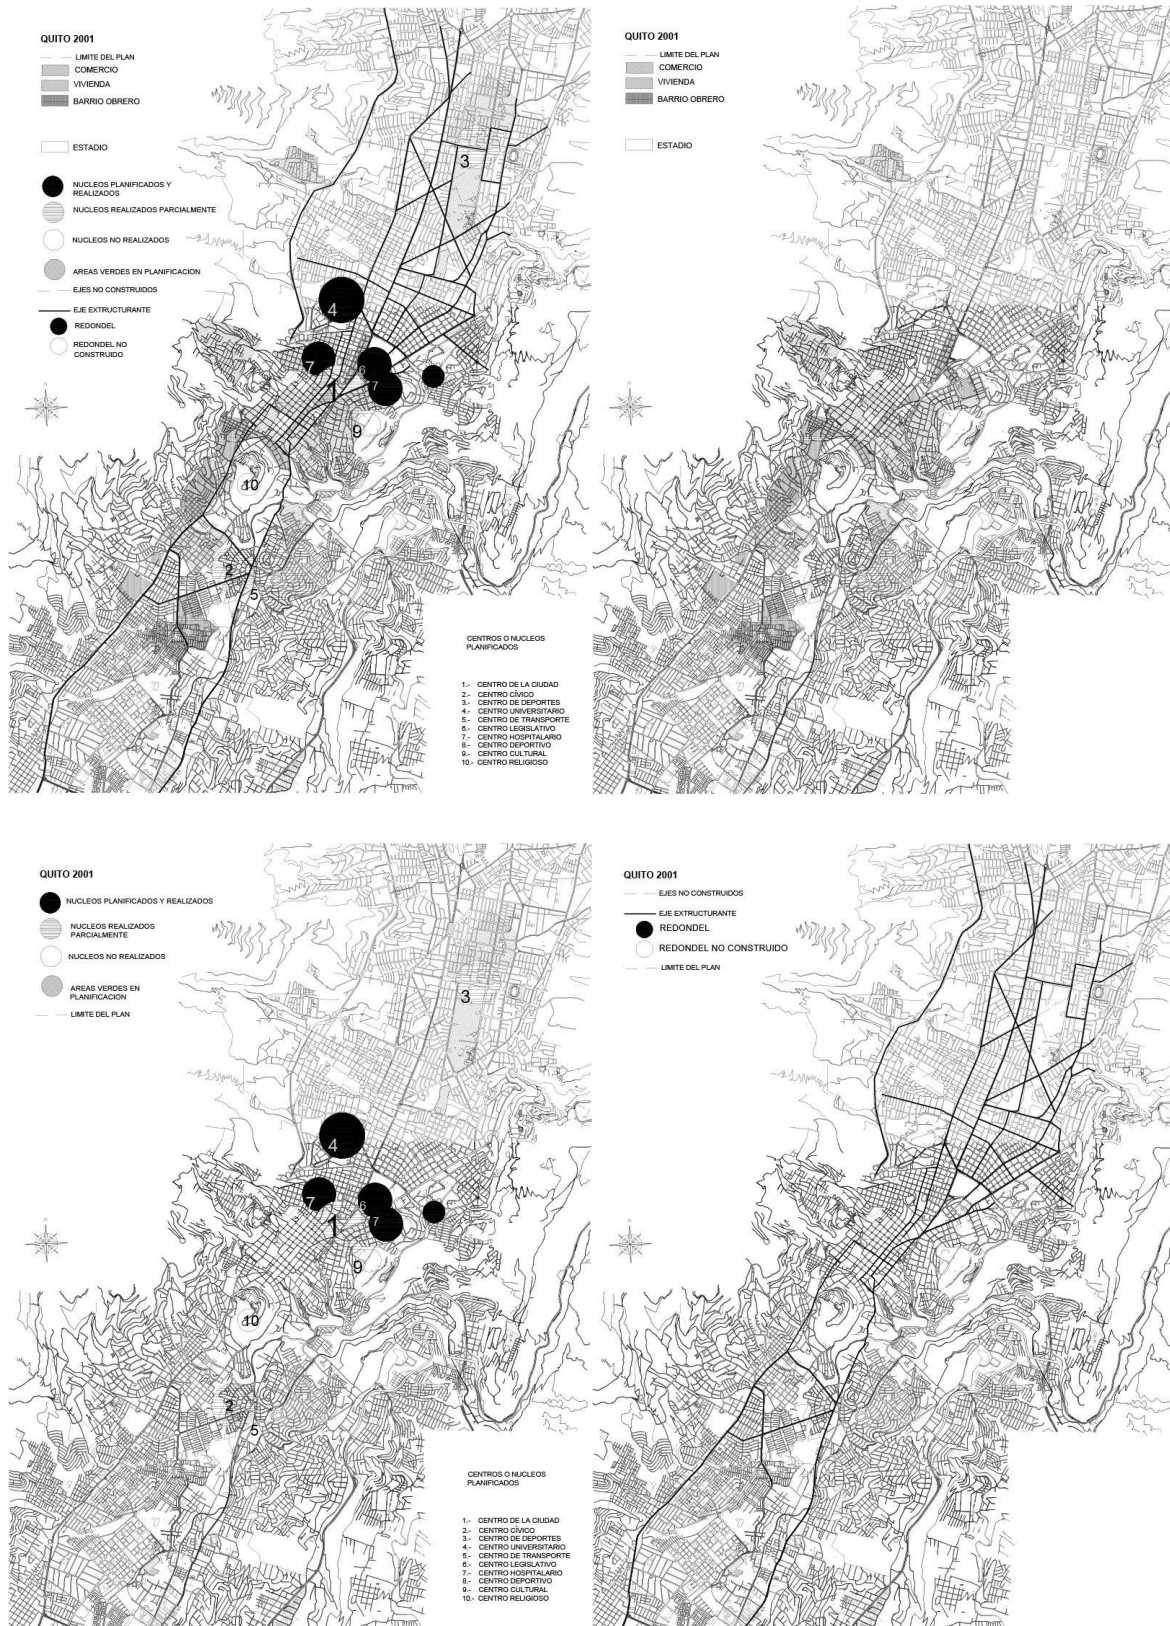 QUITO 2001
LIMITE DEL PLAN
COMERCIO
VIVIENDA
BARRIO OBRERO
ESTADIO
NUCLEOS PLANIFICADOS Y
REALIZADOS
NUCLEOS REALIZADOS PARCIALMENTE
NUCLEOS NO REALIZADOS
AREAS VERDES EN PLANIFICACION
EJES NO CONSTRUIDOS
EJE EXTRUCTURANTE
REDONDEL
REDONDEL NO
CONSTRUIDO
3
4
7
6
7
1
9
10
2
5
CENTROS O NUCLEOS
PLANIFICADOS
1.- CENTRO DE LA CIUDAD
2.- CENTRO CÍVICO
3.- CENTRO DE DEPORTES
4.- CENTRO UNIVERSITARIO
5.- CENTRO DE TRANSPORTE
6.- CENTRO LEGISLATIVO
7.- CENTRO HOSPITALARIO
8.- CENTRO DEPORTIVO
9.- CENTRO CULTURAL
10.- CENTRO RELIGIOSO
QUITO 2001
LIMITE DEL PLAN
COMERCIO
VIVIENDA
BARRIO OBRERO
ESTADIO
QUITO 2001
NUCLEOS PLANIFICADOS Y REALIZADOS
NUCLEOS REALIZADOS
PARCIALMENTE
NUCLEOS NO REALIZADOS
AREAS VERDES EN
PLANIFICACION
LIMITE DEL PLAN
3
4
7
6
7
1
9
10
2
5
CENTROS O NUCLEOS
PLANIFICADOS
1.- CENTRO DE LA CIUDAD
2.- CENTRO CÍVICO
3.- CENTRO DE DEPORTES
4.- CENTRO UNIVERSITARIO
5.- CENTRO DE TRANSPORTE
6.- CENTRO LEGISLATIVO
7.- CENTRO HOSPITALARIO
8.- CENTRO DEPORTIVO
9.- CENTRO CULTURAL
10.- CENTRO RELIGIOSO
QUITO 2001
EJES NO CONSTRUIDOS
EJE EXTRUCTURANTE
REDONDEL
REDONDEL NO CONSTRUIDO
LIMITE DEL PLAN